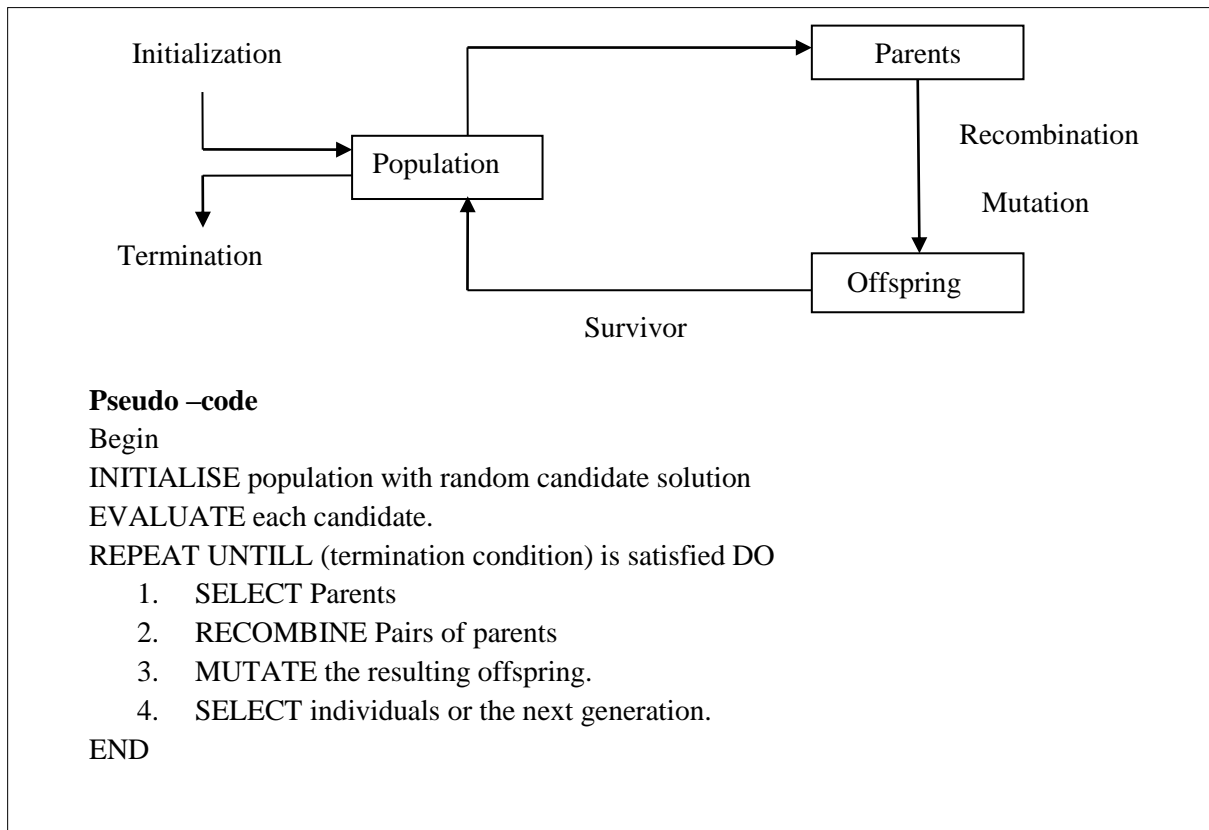 Initialization
Parents
Recombination
Population
Mutation
Termination
Offspring
Survivor
Pseudo –code
Begin
INITIALISE population with random candidate solution
EVALUATE each candidate.
REPEAT UNTILL (termination condition) is satisfied DO
1. SELECT Parents
2. RECOMBINE Pairs of parents
3. MUTATE the resulting offspring.
4. SELECT individuals or the next generation.
END